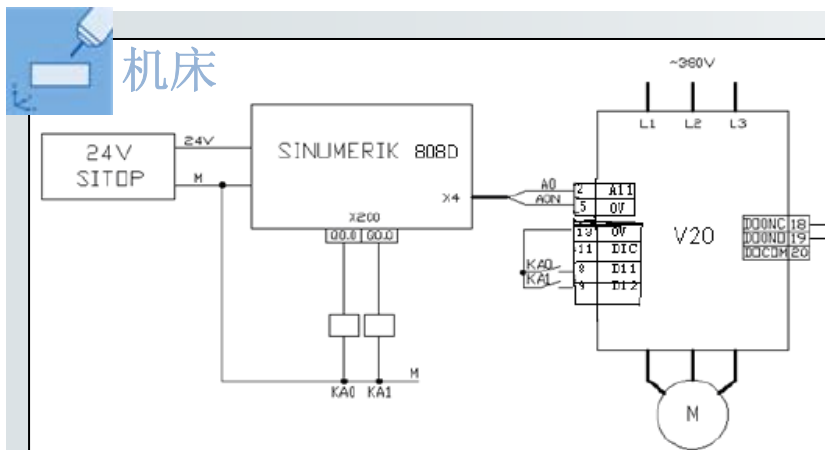 机床
~380V
L1 L2 L3
24V
SITOP
24V
M
SINUMERIK 808D
X4
X200
Q0.0 Q0.0
A0
AON
2 AI1
5 0V
13 0V
11 DIC
KA0 8 DI1
KA1 9 DI2
V20
DO0NC 18
DO0NO 19
DOCOM 20
M
KA0 KA1
M